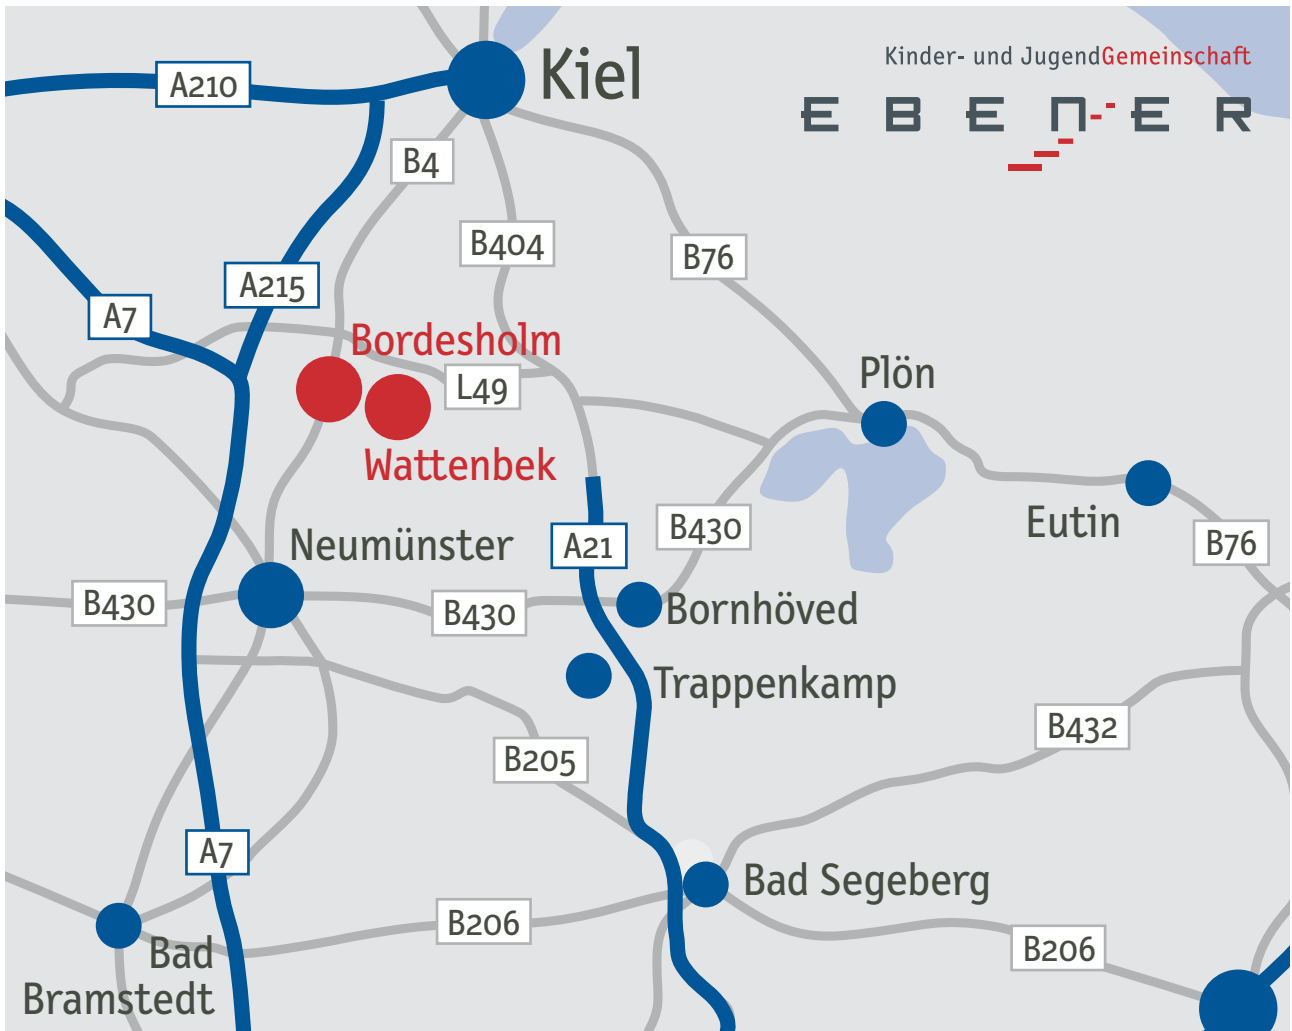 Kiel
Kinder- und JugendGemeinschaft
EBENER
A210
B4
B404
B76
A215
A7
Bordesholm
L49
Plön
Wattenbek
Eutin
Neumünster
A21
B430
B76
B430
B430
Bornhöved
Trappenkamp
B432
B205
A7
Bad Segeberg
B206
B206
Bad
Bramstedt